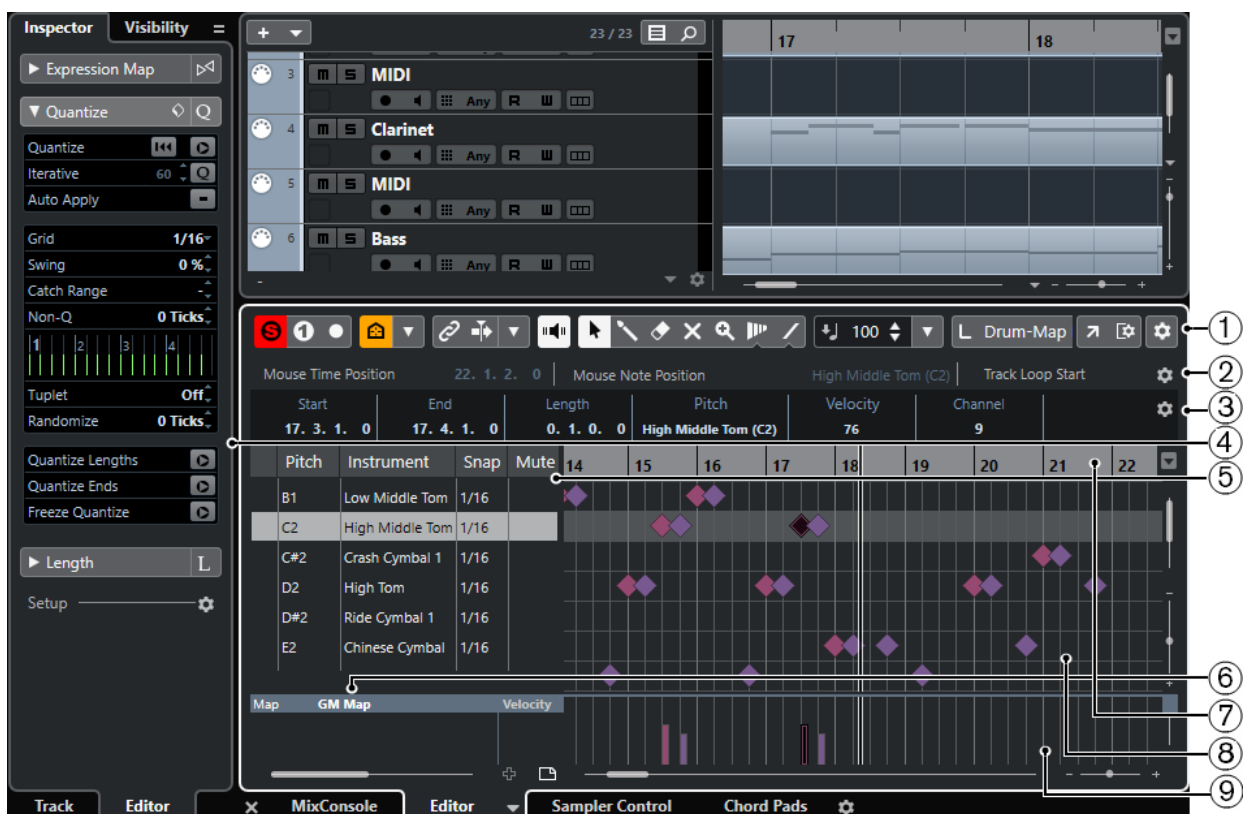 Inspector Visibility
23 / 23
17 18
Expression Map
3 m S MIDI
Any R W
Quantize Q
4 m S Clarinet
Any R W
Quantize
Iterative 60 Q
Auto Apply
5 m S MIDI
Any R W
Grid 1/16
6 m S Bass
Any R W
Swing 0 %
Catch Range -
Non-Q 0 Ticks
1 2 3 4
Tuplet Off
Randomize 0 Ticks
Quantize Lengths
Quantize Ends
Freeze Quantize
Length L
Setup
S 1 100 L Drum-Map
1
Mouse Time Position 22. 1. 2. 0 Mouse Note Position High Middle Tom (C2) Track Loop Start
2
Start End Length Pitch Velocity Channel
17. 3. 1. 0 17. 4. 1. 0 0. 1. 0. 0 High Middle Tom (C2) 76 9
3
4
Pitch Instrument Snap Mute 14 15 16 17 18 19 20 21 22
5
B1 Low Middle Tom 1/16
C2 High Middle Tom 1/16
C#2 Crash Cymbal 1 1/16
D2 High Tom 1/16
D#2 Ride Cymbal 1 1/16
E2 Chinese Cymbal 1/16
6
Map GM Map Velocity
7
8
9
Track Editor MixConsole Editor Sampler Control Chord Pads